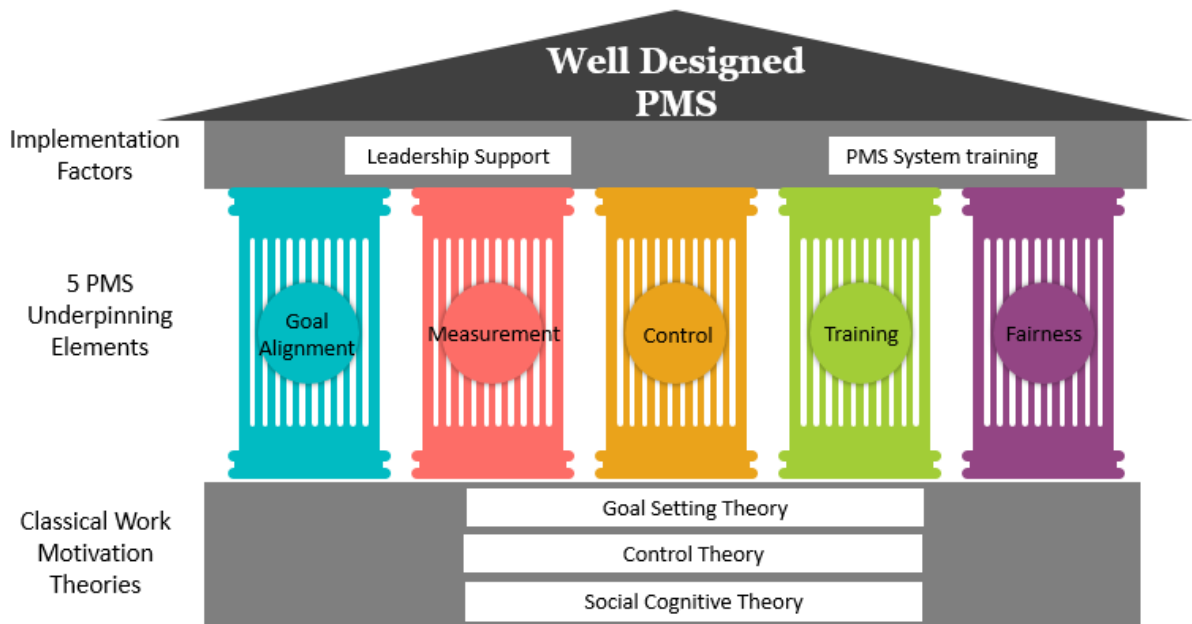 Well Designed
PMS
Implementation
Factors
Leadership Support
PMS System training
5 PMS
Underpinning
Elements
Goal
Alignment
Measurement
Control
Training
Fairness
Classical Work
Motivation
Theories
Goal Setting Theory
Control Theory
Social Cognitive Theory